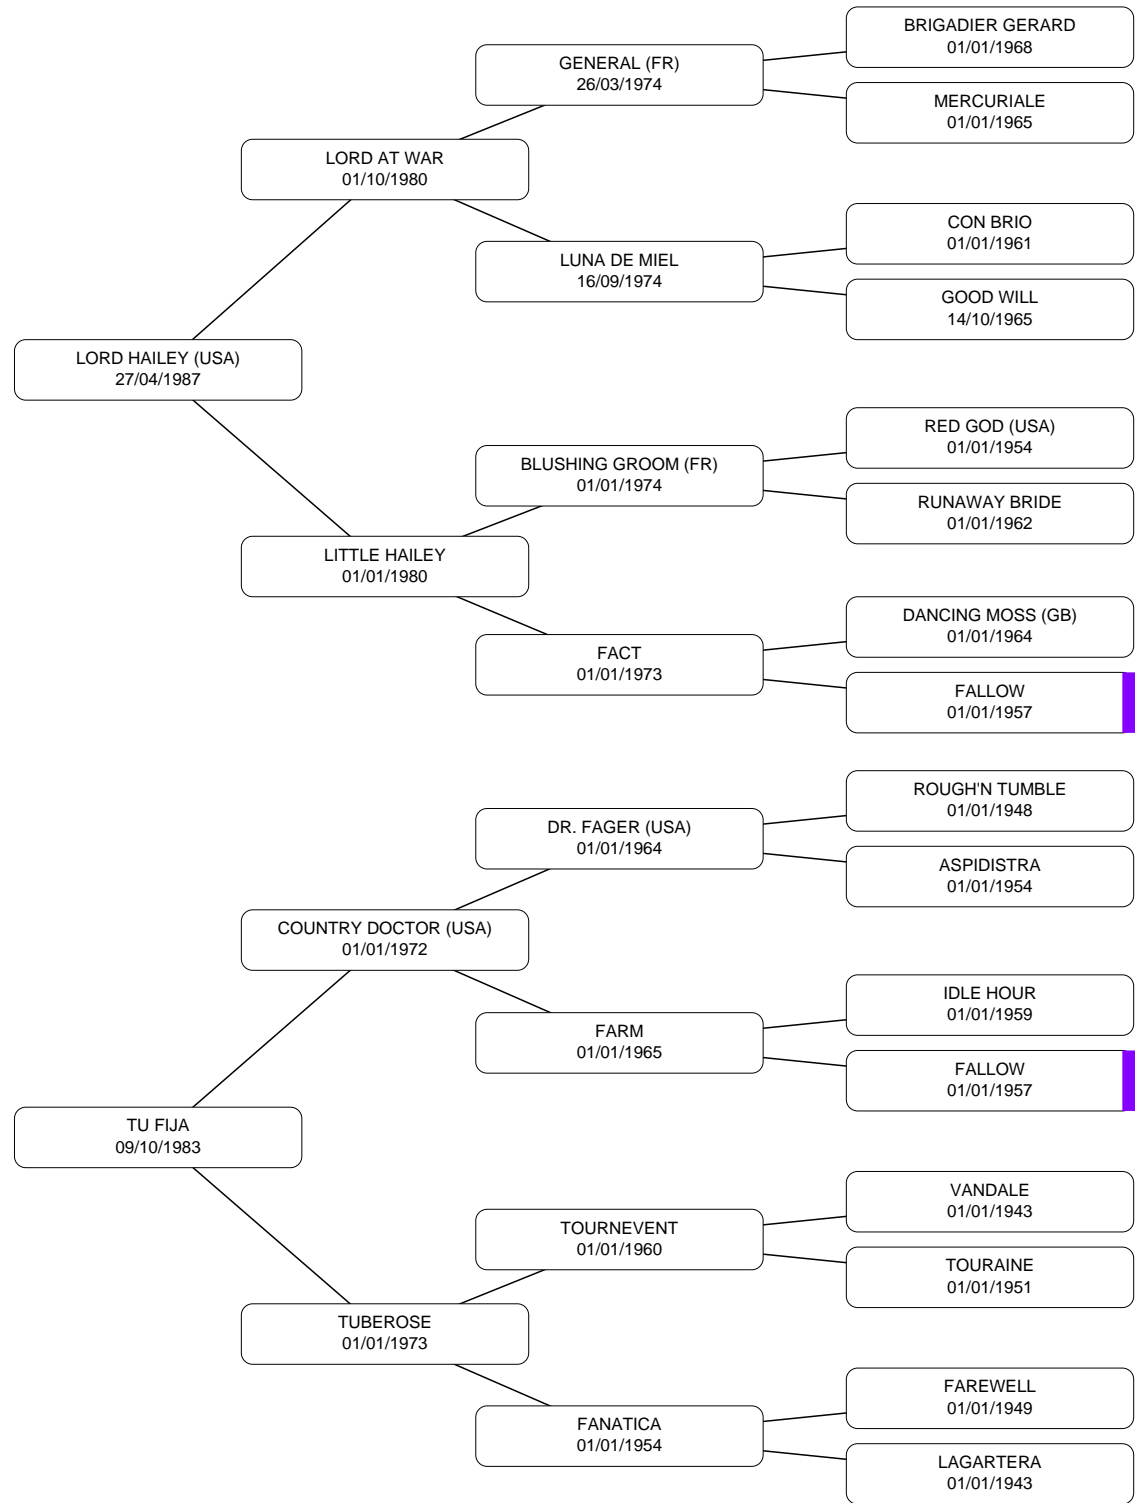 BRIGADIER GERARD
01/01/1968
GENERAL (FR)
26/03/1974
MERCURIALE
01/01/1965
LORD AT WAR
01/10/1980
CON BRIO
01/01/1961
LUNA DE MIEL
16/09/1974
GOOD WILL
14/10/1965
LORD HAILEY (USA)
27/04/1987
RED GOD (USA)
01/01/1954
BLUSHING GROOM (FR)
01/01/1974
RUNAWAY BRIDE
01/01/1962
LITTLE HAILEY
01/01/1980
DANCING MOSS (GB)
01/01/1964
FACT
01/01/1973
FALLOW
01/01/1957
ROUGH'N TUMBLE
01/01/1948
DR. FAGER (USA)
01/01/1964
ASPIDISTRA
01/01/1954
COUNTRY DOCTOR (USA)
01/01/1972
IDLE HOUR
01/01/1959
FARM
01/01/1965
FALLOW
01/01/1957
TU FIJA
09/10/1983
VANDALE
01/01/1943
TOURNEVENT
01/01/1960
TOURAINE
01/01/1951
TUBEROSE
01/01/1973
FAREWELL
01/01/1949
FANATICA
01/01/1954
LAGARTERA
01/01/1943